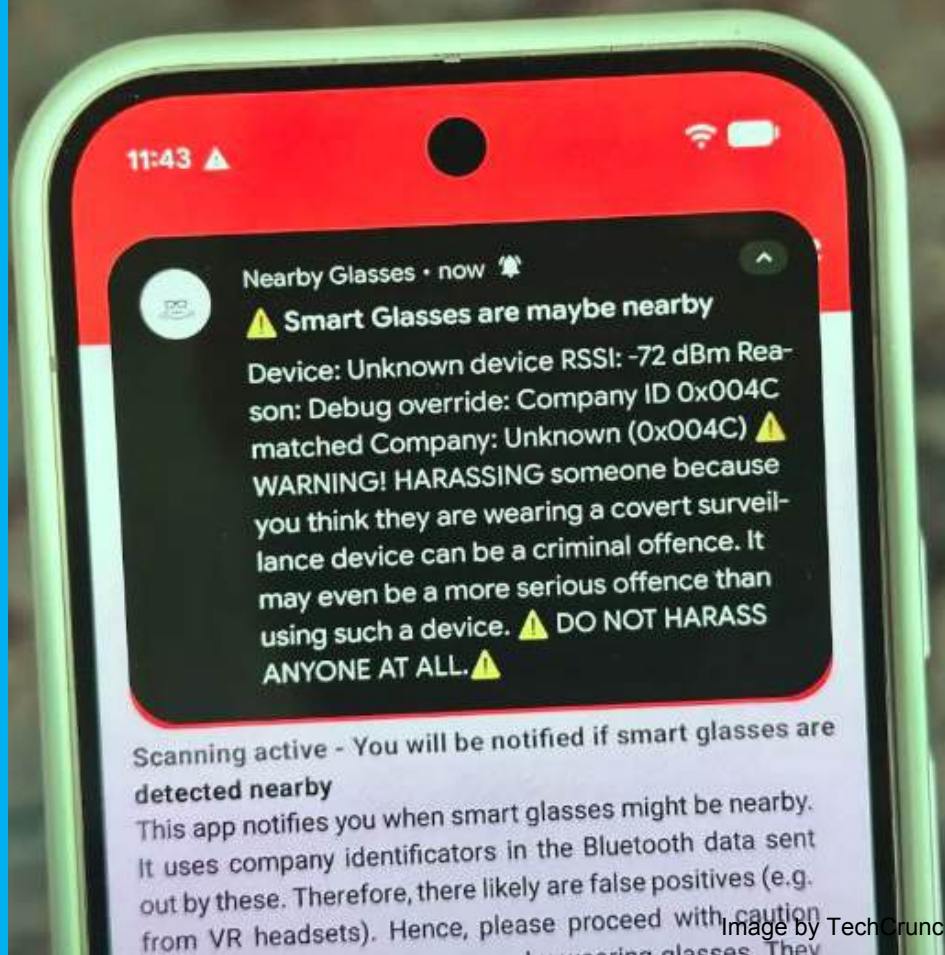 11:43
Nearby Glasses • now
⚠ Smart Glasses are maybe nearby
Device: Unknown device RSSI: -72 dBm Rea-
son: Debug override: Company ID 0x004C
matched Company: Unknown (0x004C) ⚠
WARNING! HARASSING someone because
you think they are wearing a covert surveil-
lance device can be a criminal offence. It
may even be a more serious offence than
using such a device. ⚠ DO NOT HARASS
ANYONE AT ALL. ⚠
Scanning active - You will be notified if smart glasses are
detected nearby
This app notifies you when smart glasses might be nearby.
It uses company identificators in the Bluetooth data sent
out by these. Therefore, there likely are false positives (e.g.
from VR headsets). Hence, please proceed with caution
wearing glasses. They
Image by TechCrunc